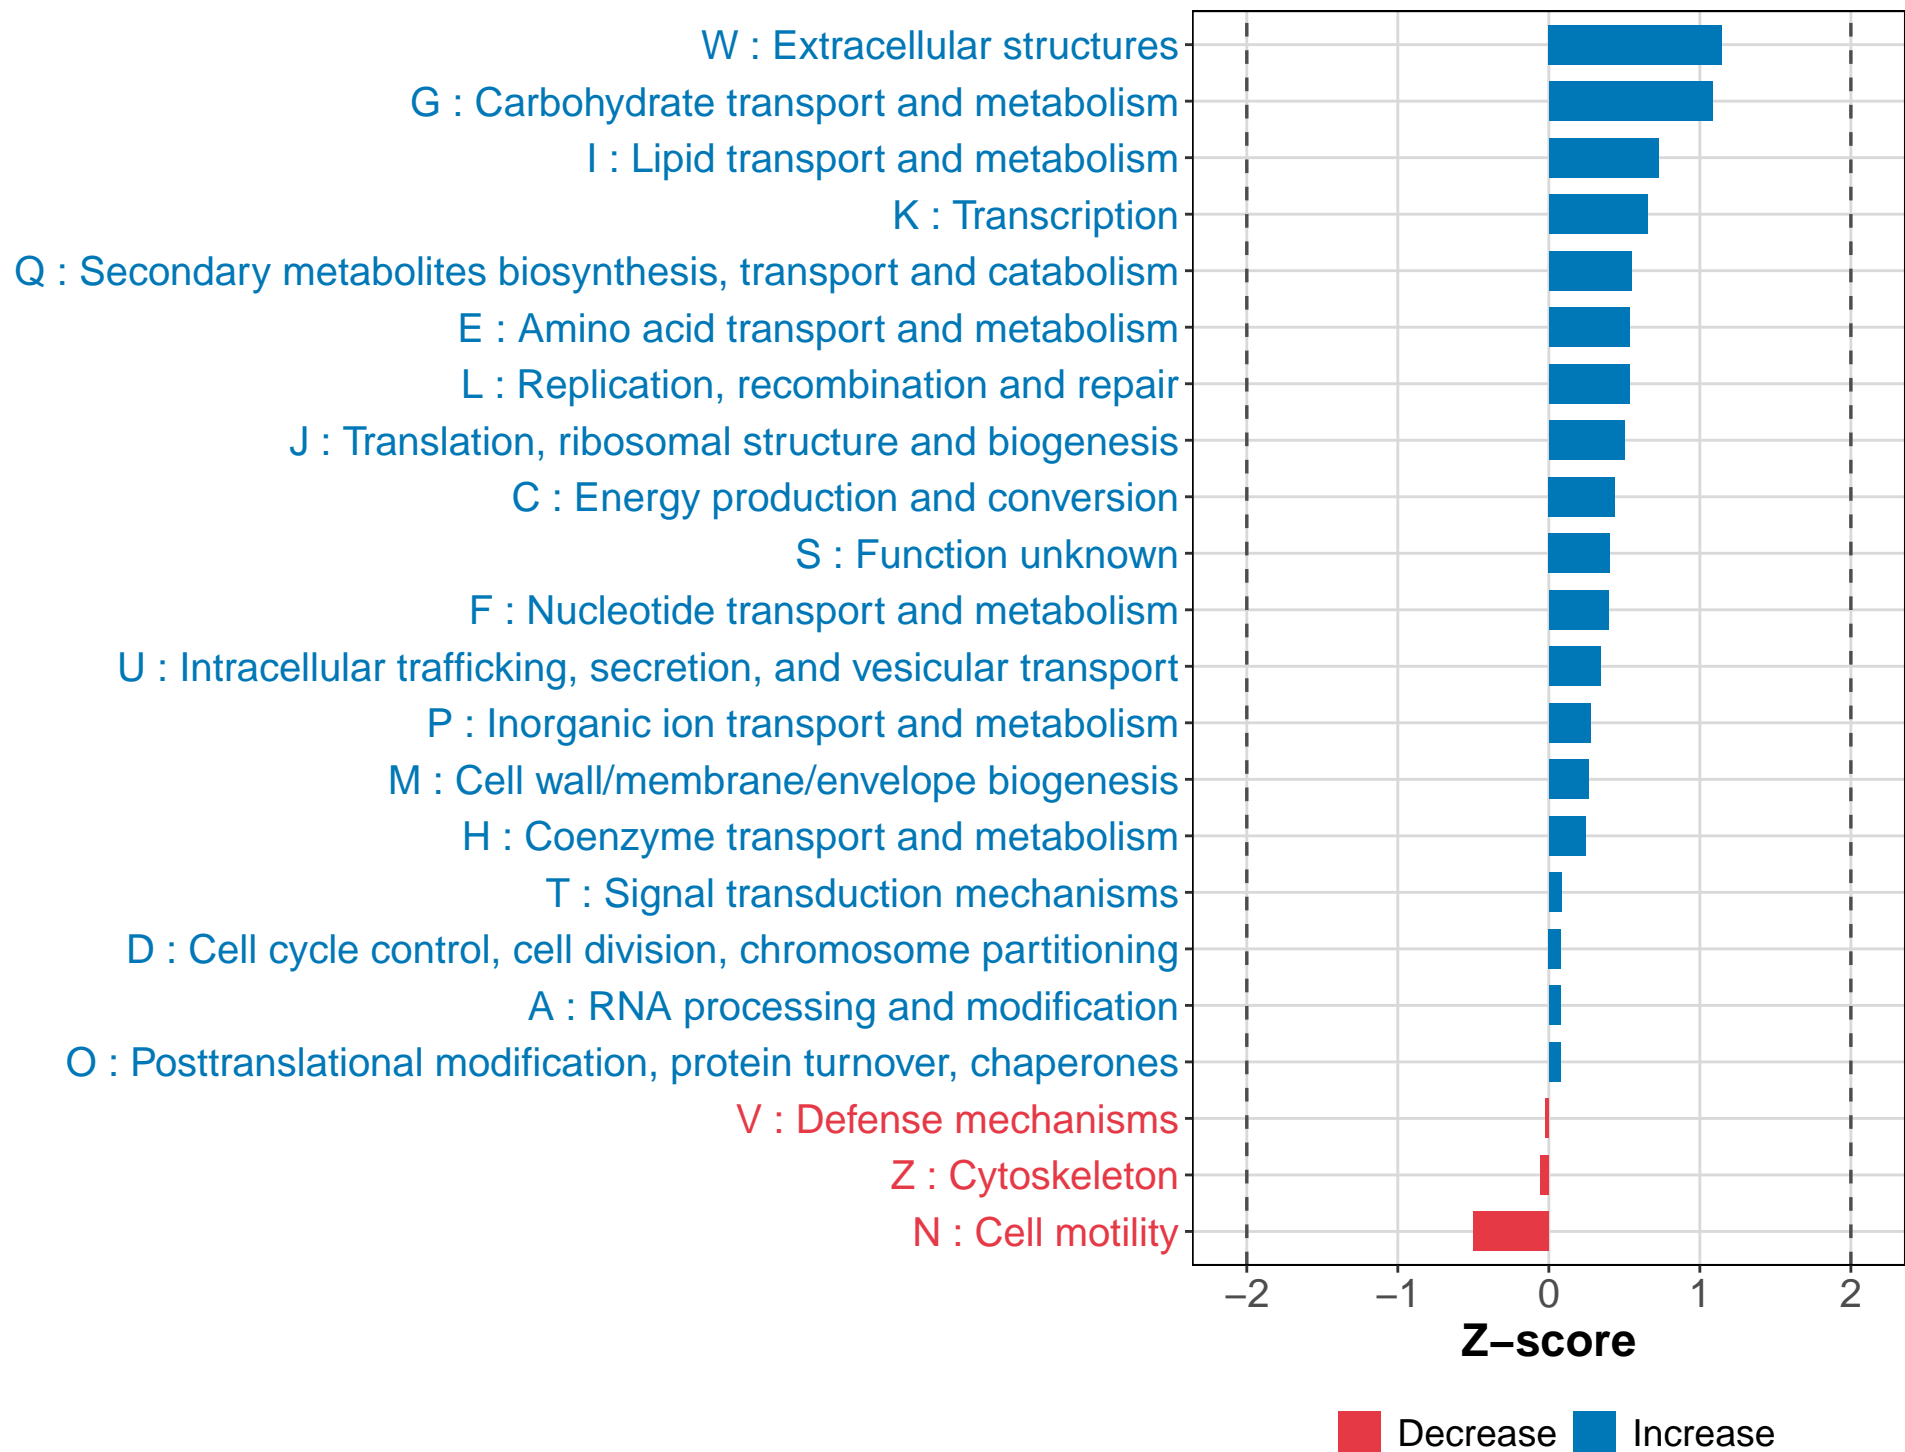 W : Extracellular structures
G : Carbohydrate transport and metabolism
I : Lipid transport and metabolism
K : Transcription
Q : Secondary metabolites biosynthesis, transport and catabolism
E : Amino acid transport and metabolism
L : Replication, recombination and repair
J : Translation, ribosomal structure and biogenesis
C : Energy production and conversion
S : Function unknown
F : Nucleotide transport and metabolism
U : Intracellular trafficking, secretion, and vesicular transport
P : Inorganic ion transport and metabolism
M : Cell wall/membrane/envelope biogenesis
H : Coenzyme transport and metabolism
T : Signal transduction mechanisms
D : Cell cycle control, cell division, chromosome partitioning
A : RNA processing and modification
O : Posttranslational modification, protein turnover, chaperones
V : Defense mechanisms
Z : Cytoskeleton
N : Cell motility
−2 −1 0 1 2
Z−score
Decrease Increase